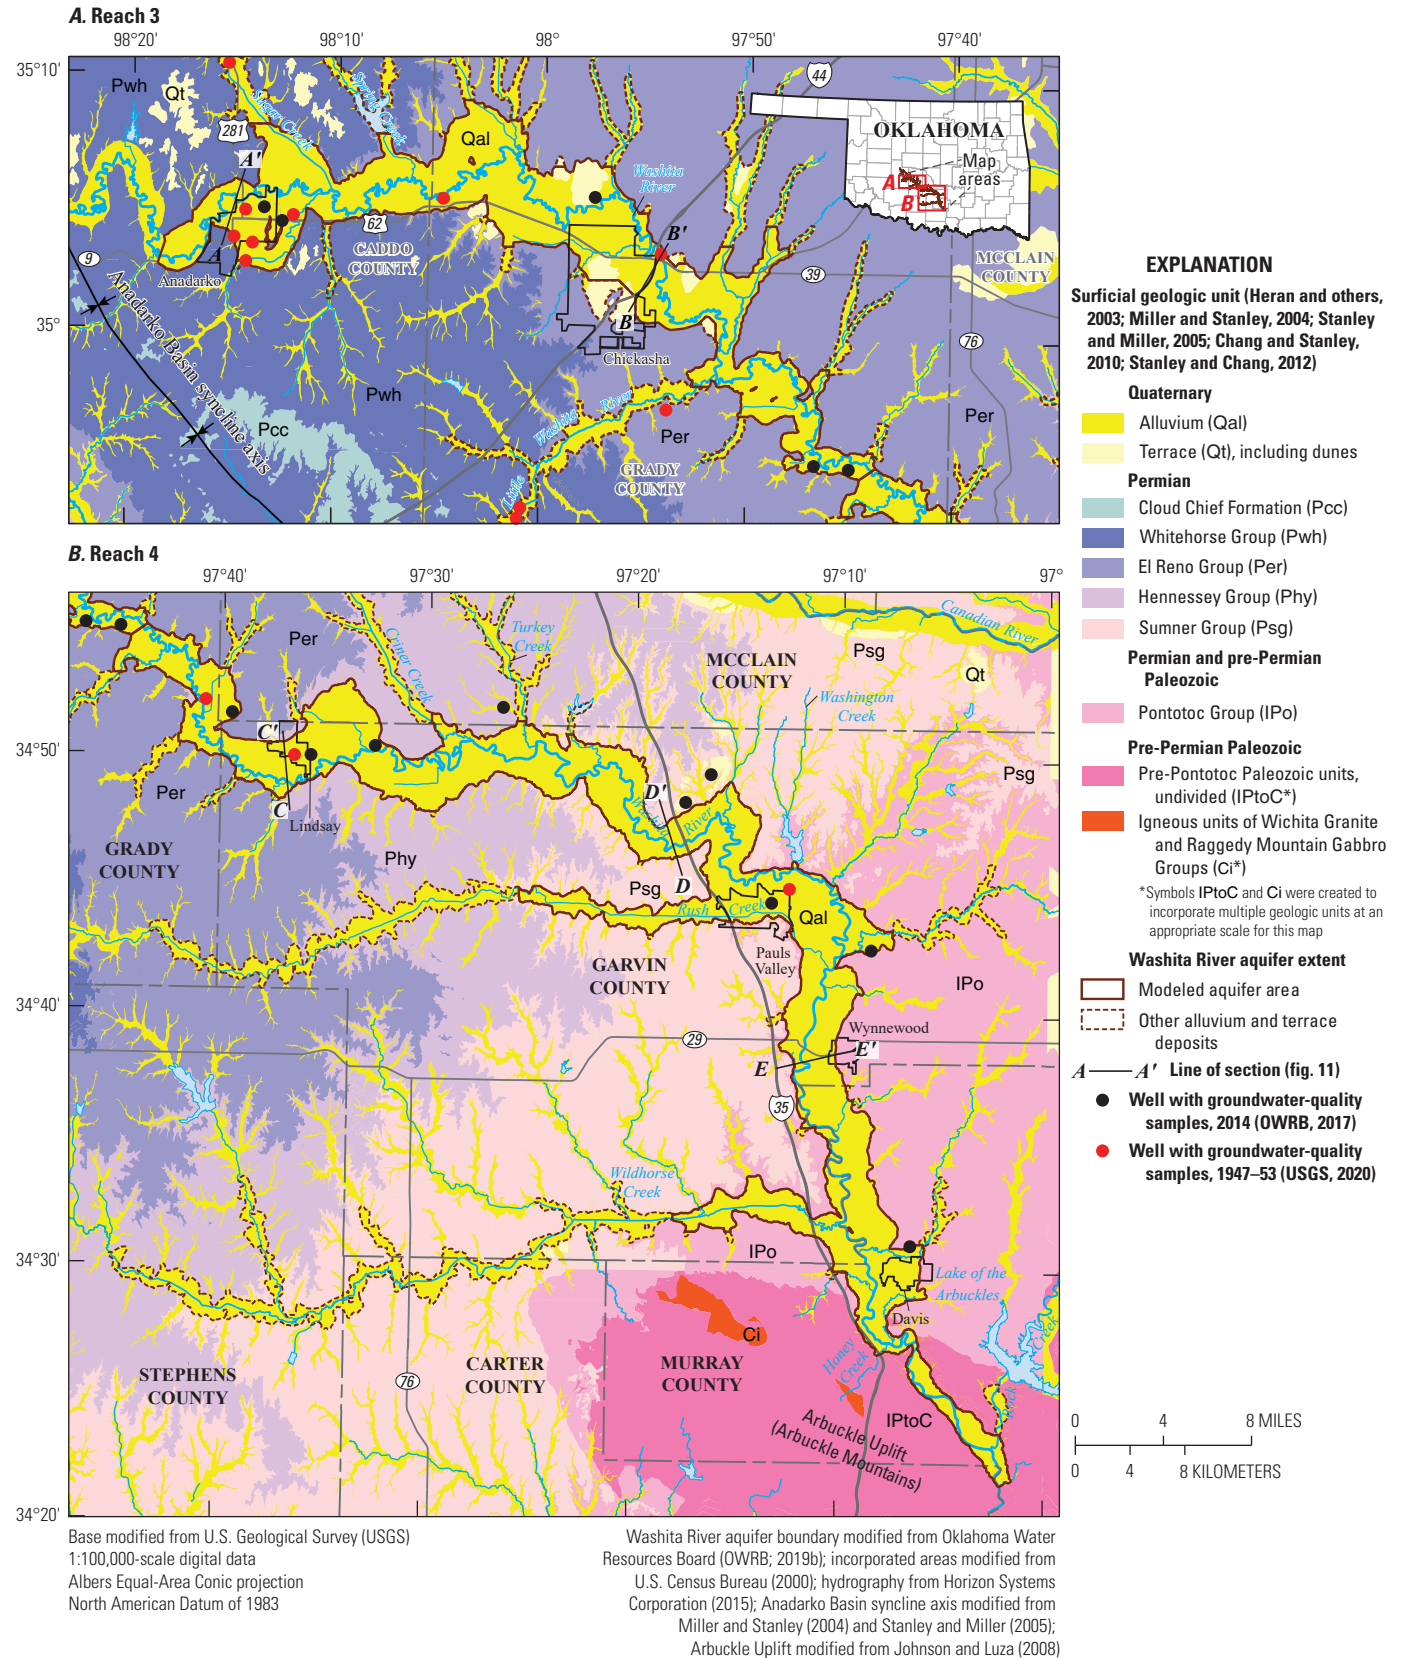 A. Reach 3
98°20'
98°10'
98°
97°50'
97°40'
35°10'
35°
Pwh
Qt
281
A'
Sugar Creek
Spring Creek
Qal
44
OKLAHOMA
Map
areas
A
B
Washita
River
62
CADDO
COUNTY
B'
MCCLAIN
COUNTY
9
A
Anadarko
39
Anadarko Basin syncline axis
B
Chickasha
76
Pwh
Pcc
Little
Washita
River
Per
Per
GRADY
COUNTY
B. Reach 4
97°40'
97°30'
97°20'
97°10'
97°
34°50'
34°40'
34°30'
34°20'
Per
Criner Creek
Turkey
Creek
MCCLAIN
COUNTY
Canadian River
Psg
Qt
Washington
Creek
C'
Per
C
Lindsay
D'
Washita
River
Psg
GRADY
COUNTY
Phy
Psg
D
Rush
Creek
Qal
Pauls
Valley
GARVIN
COUNTY
IPo
Wynnewood
29
E
E'
35
Wildhorse
Creek
IPo
Lake of the
Arbuckles
Davis
Ci
Honey
Creek
Rock
Creek
STEPHENS
COUNTY
76
CARTER
COUNTY
MURRAY
COUNTY
IPtoC
Arbuckle Uplift
(Arbuckle Mountains)
EXPLANATION
Surficial geologic unit (Heran and others,
2003; Miller and Stanley, 2004; Stanley
and Miller, 2005; Chang and Stanley,
2010; Stanley and Chang, 2012)
Quaternary
Alluvium (Qal)
Terrace (Qt), including dunes
Permian
Cloud Chief Formation (Pcc)
Whitehorse Group (Pwh)
El Reno Group (Per)
Hennessey Group (Phy)
Sumner Group (Psg)
Permian and pre-Permian
Paleozoic
Pontotoc Group (IPo)
Pre-Permian Paleozoic
Pre-Pontotoc Paleozoic units,
undivided (IPtoC*)
Igneous units of Wichita Granite
and Raggedy Mountain Gabbro
Groups (Ci*)
*Symbols IPtoC and Ci were created to
incorporate multiple geologic units at an
appropriate scale for this map
Washita River aquifer extent
Modeled aquifer area
Other alluvium and terrace
deposits
A A' Line of section (fig. 11)
Well with groundwater-quality
samples, 2014 (OWRB, 2017)
Well with groundwater-quality
samples, 1947–53 (USGS, 2020)
0 4 8 MILES
0 4 8 KILOMETERS
Base modified from U.S. Geological Survey (USGS)
1:100,000-scale digital data
Albers Equal-Area Conic projection
North American Datum of 1983
Washita River aquifer boundary modified from Oklahoma Water
Resources Board (OWRB; 2019b); incorporated areas modified from
U.S. Census Bureau (2000); hydrography from Horizon Systems
Corporation (2015); Anadarko Basin syncline axis modified from
Miller and Stanley (2004) and Stanley and Miller (2005);
Arbuckle Uplift modified from Johnson and Luza (2008)